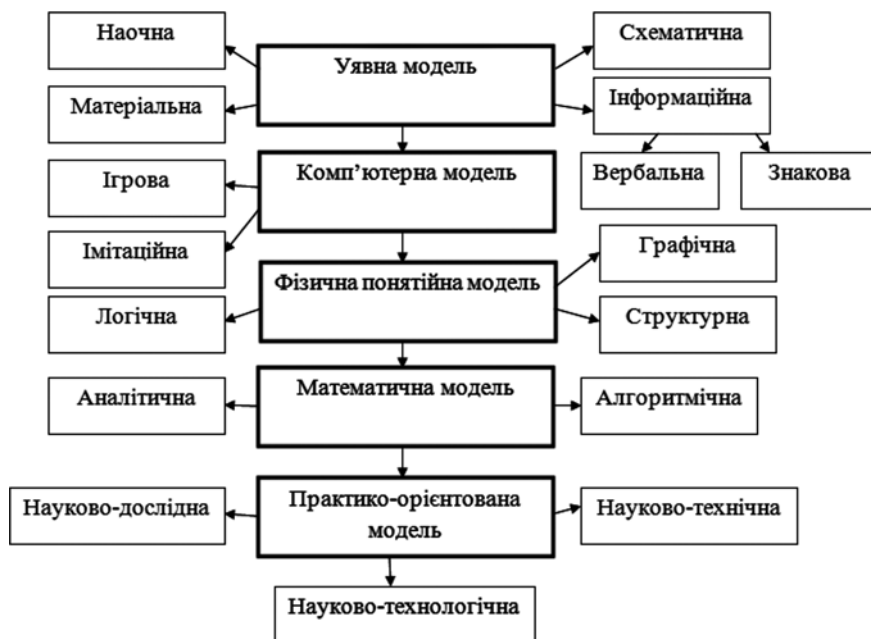 Наочна
Уявна модель
Схематична
Матеріальна
Інформаційна
Вербальна
Знакова
Ігрова
Комп’ютерна модель
Імітаційна
Графічна
Фізична понятійна модель
Логічна
Структурна
Аналітична
Математична модель
Алгоритмічна
Науково-дослідна
Практико-орієнтована
модель
Науково-технічна
Науково-технологічна